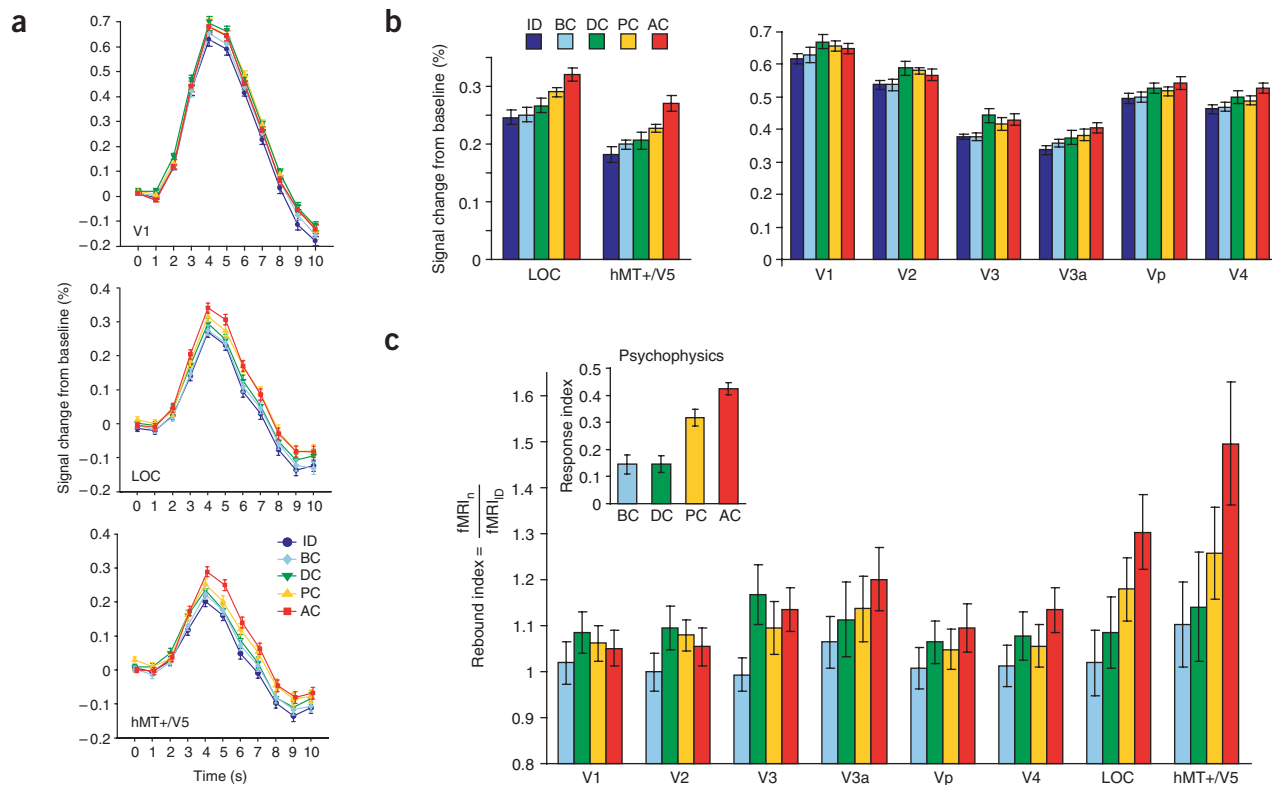 a
0.7
0.6
0.5
0.4
0.3
0.2
0.1
0
−0.1
−0.2
V1
0 1 2 3 4 5 6 7 8 9 10
Signal change from baseline (%)
0.4
0.3
0.2
0.1
0
−0.1
−0.2
LOC
0 1 2 3 4 5 6 7 8 9 10
0.4
0.3
0.2
0.1
0
−0.1
−0.2
ID
BC
DC
PC
AC
hMT+/V5
0 1 2 3 4 5 6 7 8 9 10
Time (s)
b
ID BC DC PC AC
Signal change from baseline (%)
0.3
0.2
0
LOC hMT+/V5
0.7
0.6
0.5
0.4
0.3
0
V1 V2 V3 V3a Vp V4
c
Psychophysics
Response index
0.5
0.4
0.3
0.2
0.1
0
BC DC PC AC
Rebound index = fMRIn
fMRIID
1.6
1.5
1.4
1.3
1.2
1.1
1
0.9
0.8
V1 V2 V3 V3a Vp V4 LOC hMT+/V5